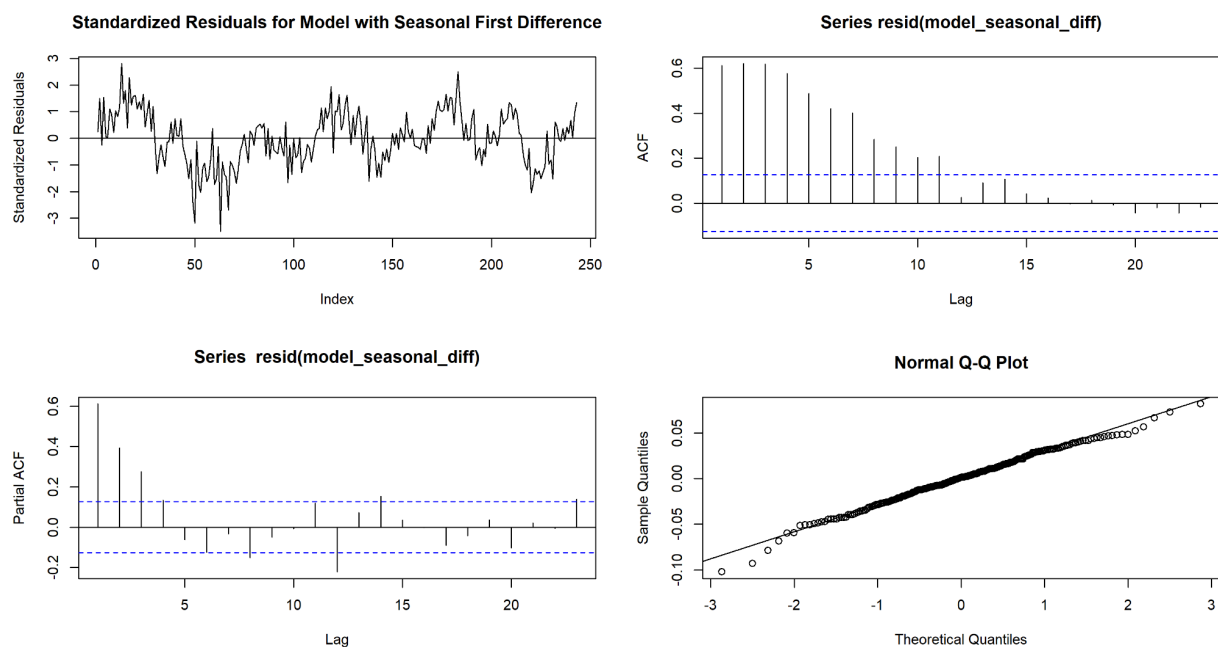 Standardized Residuals for Model with Seasonal First Difference
Standardized Residuals
3
2
1
0
-1
-2
-3
0 50 100 150 200 250
Index
Series resid(model_seasonal_diff)
ACF
0.6
0.4
0.2
0.0
5 10 15 20
Lag
Series resid(model_seasonal_diff)
Partial ACF
0.6
0.4
0.2
0.0
-0.2
5 10 15 20
Lag
Normal Q-Q Plot
Sample Quantiles
0.05
0.00
-0.05
-0.10
-3 -2 -1 0 1 2 3
Theoretical Quantiles